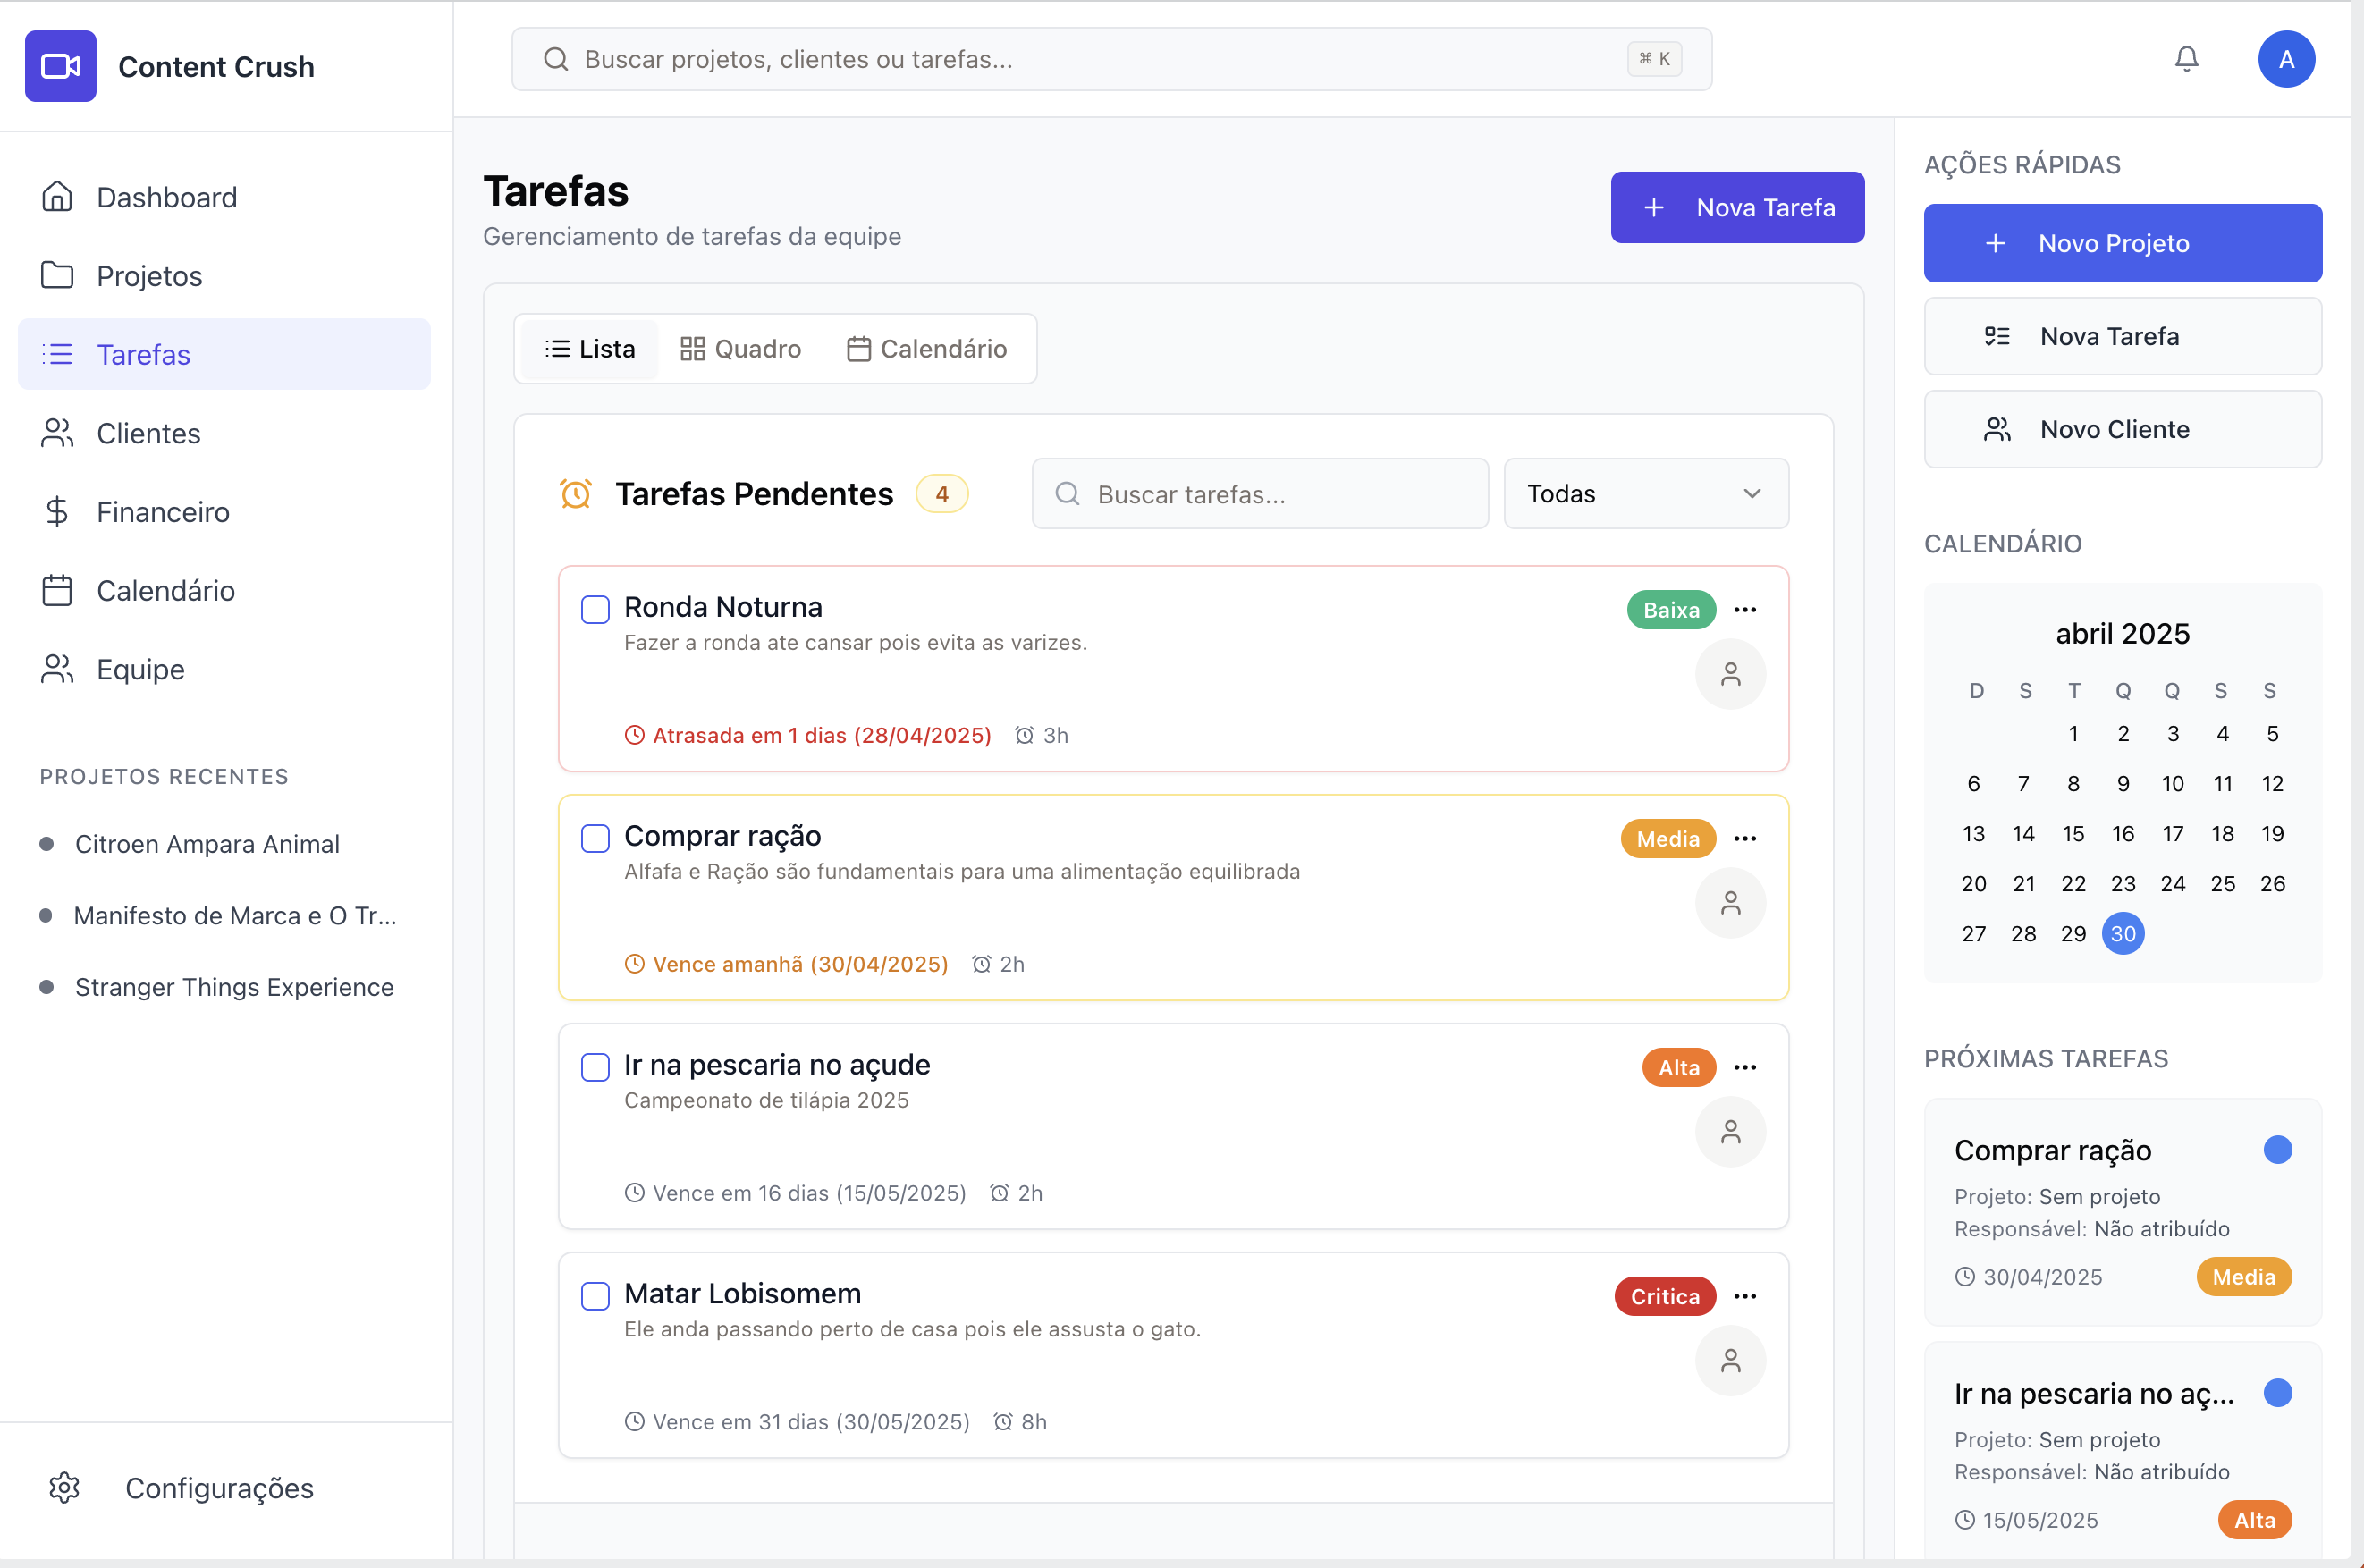 Content Crush
Buscar projetos, clientes ou tarefas...
⌘ K
A
Dashboard
Projetos
Tarefas
Clientes
Financeiro
Calendário
Equipe
PROJETOS RECENTES
Citroen Ampara Animal
Manifesto de Marca e O Tr...
Stranger Things Experience
Configurações
Tarefas
Gerenciamento de tarefas da equipe
Nova Tarefa
Lista
Quadro
Calendário
Tarefas Pendentes
4
Buscar tarefas...
Todas
Ronda Noturna
Baixa
Fazer a ronda ate cansar pois evita as varizes.
Atrasada em 1 dias (28/04/2025)
3h
Comprar ração
Media
Alfafa e Ração são fundamentais para uma alimentação equilibrada
Vence amanhã (30/04/2025)
2h
Ir na pescaria no açude
Alta
Campeonato de tilápia 2025
Vence em 16 dias (15/05/2025)
2h
Matar Lobisomem
Critica
Ele anda passando perto de casa pois ele assusta o gato.
Vence em 31 dias (30/05/2025)
8h
AÇÕES RÁPIDAS
Novo Projeto
Nova Tarefa
Novo Cliente
CALENDÁRIO
abril 2025
D S T Q Q S S
1 2 3 4 5
6 7 8 9 10 11 12
13 14 15 16 17 18 19
20 21 22 23 24 25 26
27 28 29 30
PRÓXIMAS TAREFAS
Comprar ração
Projeto: Sem projeto
Responsável: Não atribuído
30/04/2025
Media
Ir na pescaria no aç...
Projeto: Sem projeto
Responsável: Não atribuído
15/05/2025
Alta